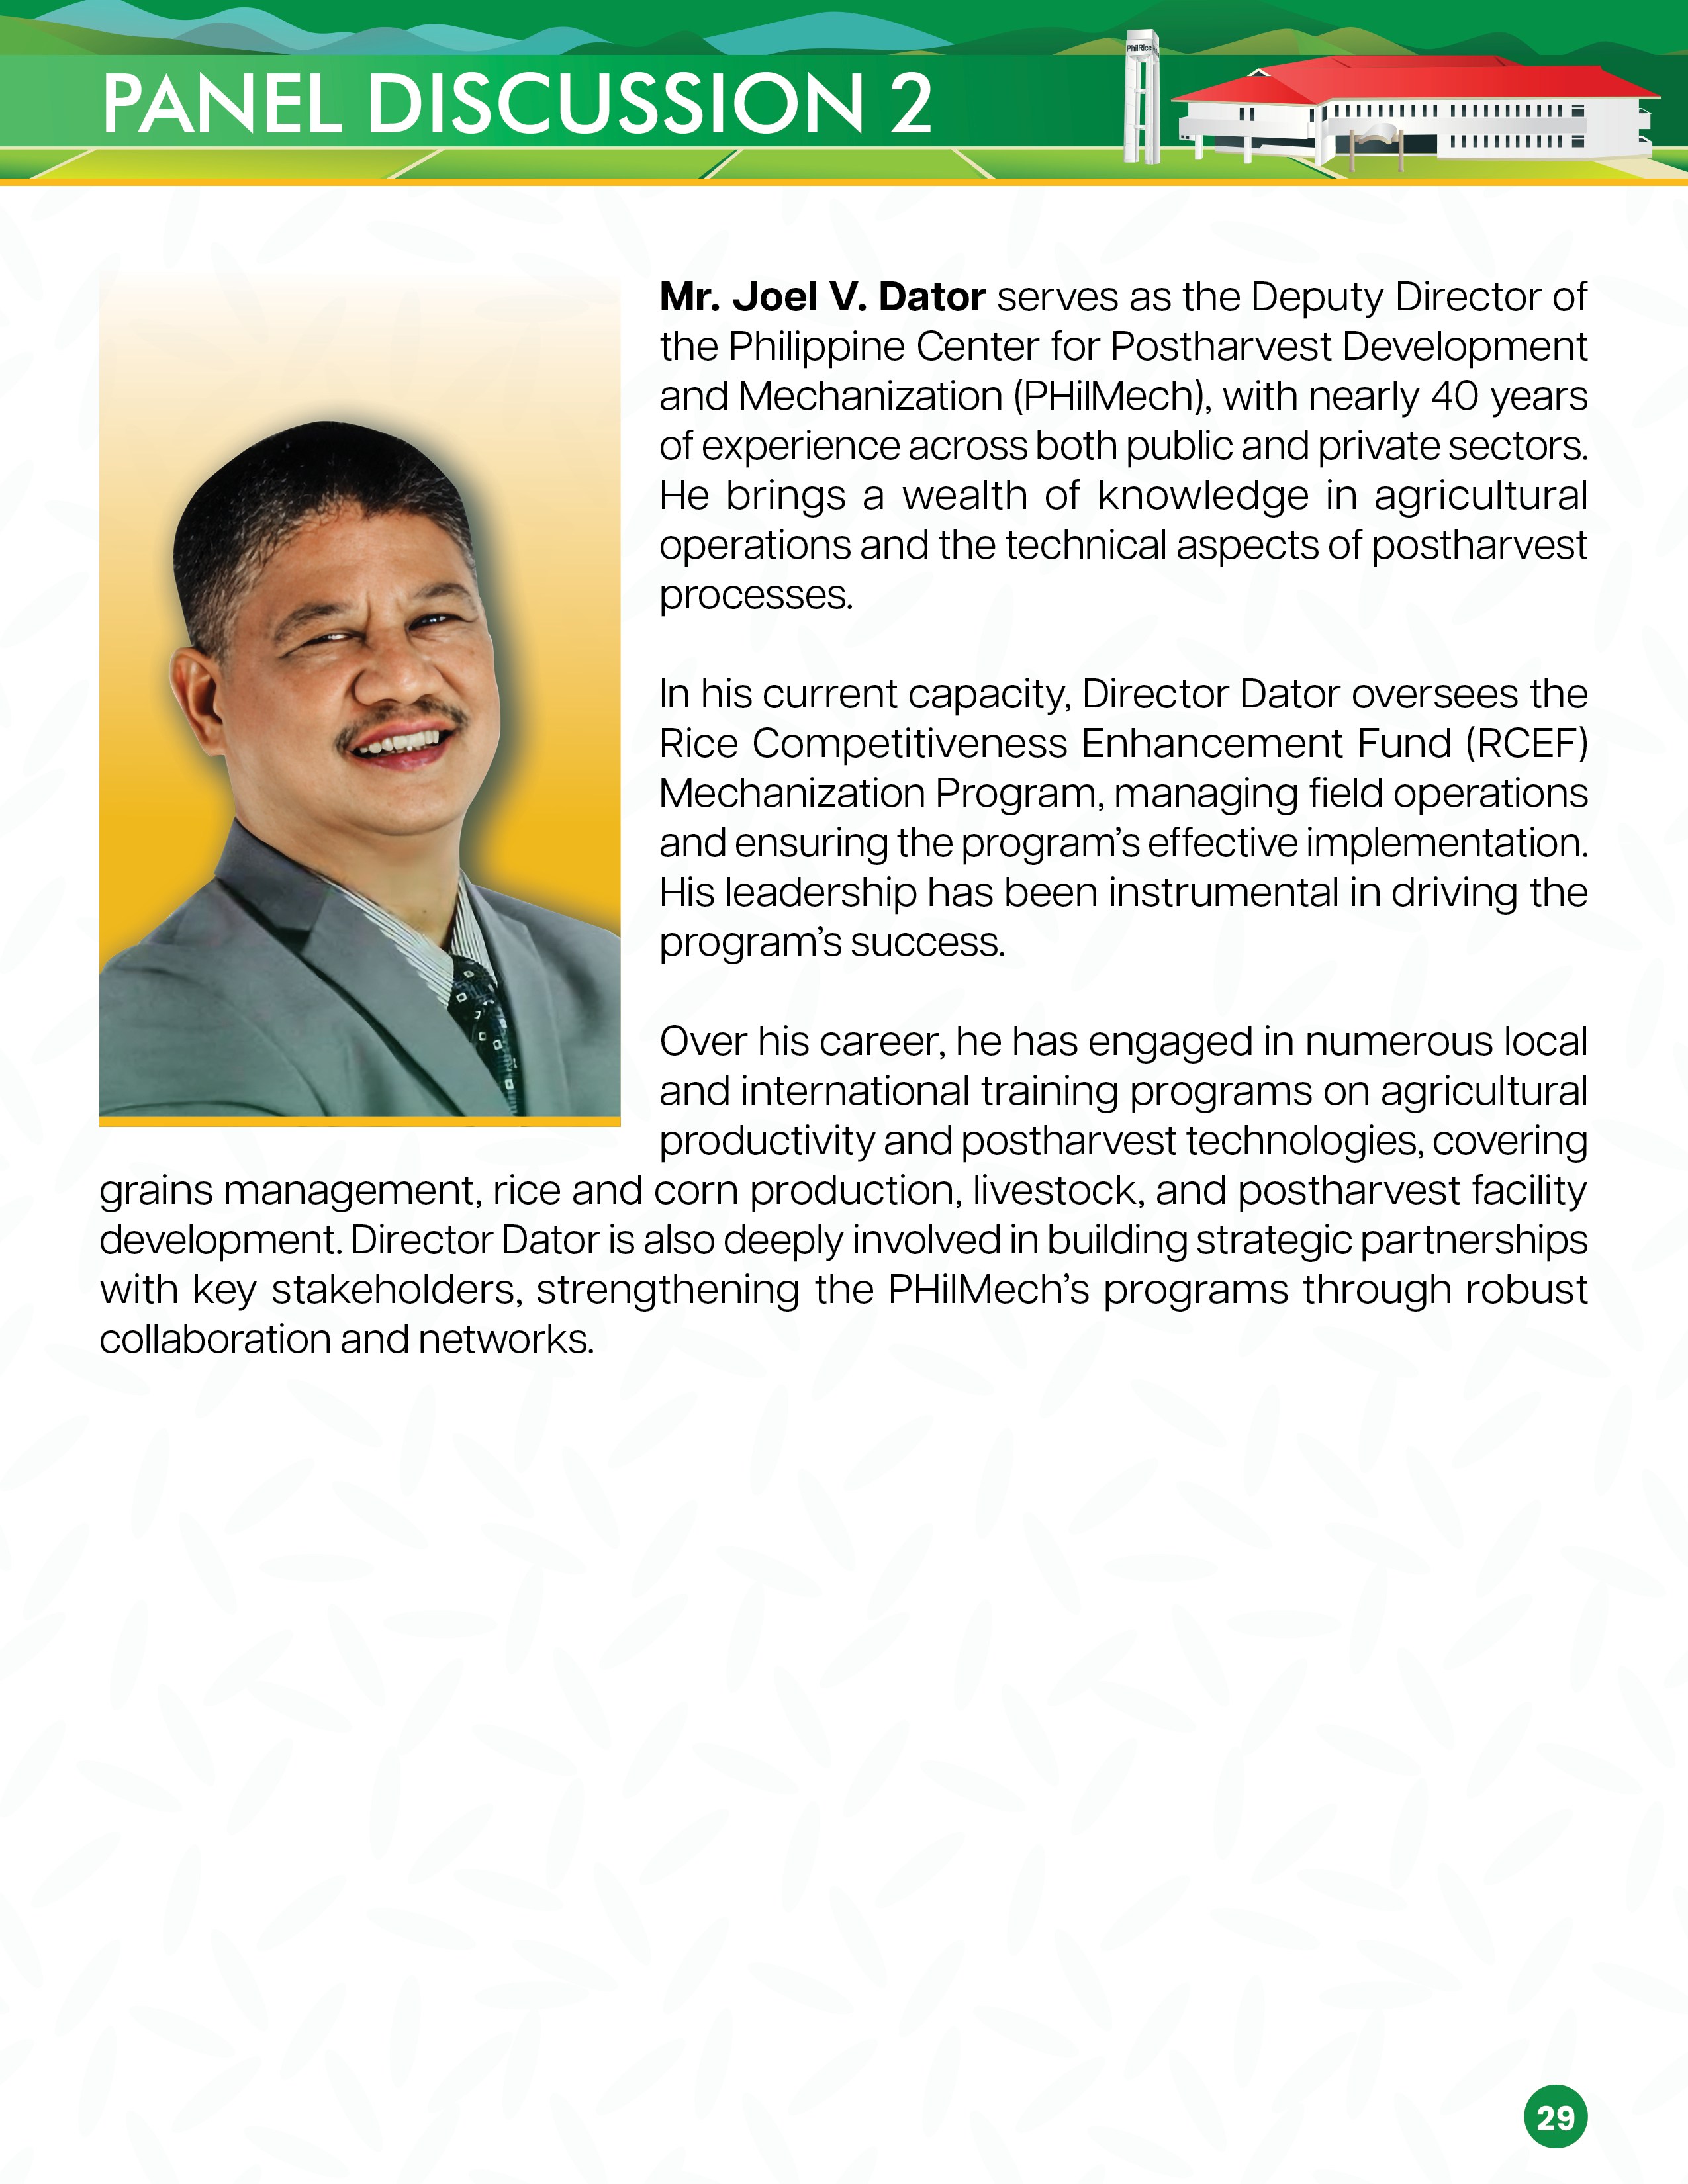 PANEL DISCUSSION 2
PhilRice
Mr. Joel V. Dator serves as the Deputy Director of
the Philippine Center for Postharvest Development
and Mechanization (PHilMech), with nearly 40 years
of experience across both public and private sectors.
He brings a wealth of knowledge in agricultural
operations and the technical aspects of postharvest
processes.
In his current capacity, Director Dator oversees the
Rice Competitiveness Enhancement Fund (RCEF)
Mechanization Program, managing field operations
and ensuring the program’s effective implementation.
His leadership has been instrumental in driving the
program’s success.
Over his career, he has engaged in numerous local
and international training programs on agricultural
productivity and postharvest technologies, covering
grains management, rice and corn production, livestock, and postharvest facility
development. Director Dator is also deeply involved in building strategic partnerships
with key stakeholders, strengthening the PHilMech’s programs through robust
collaboration and networks.
29